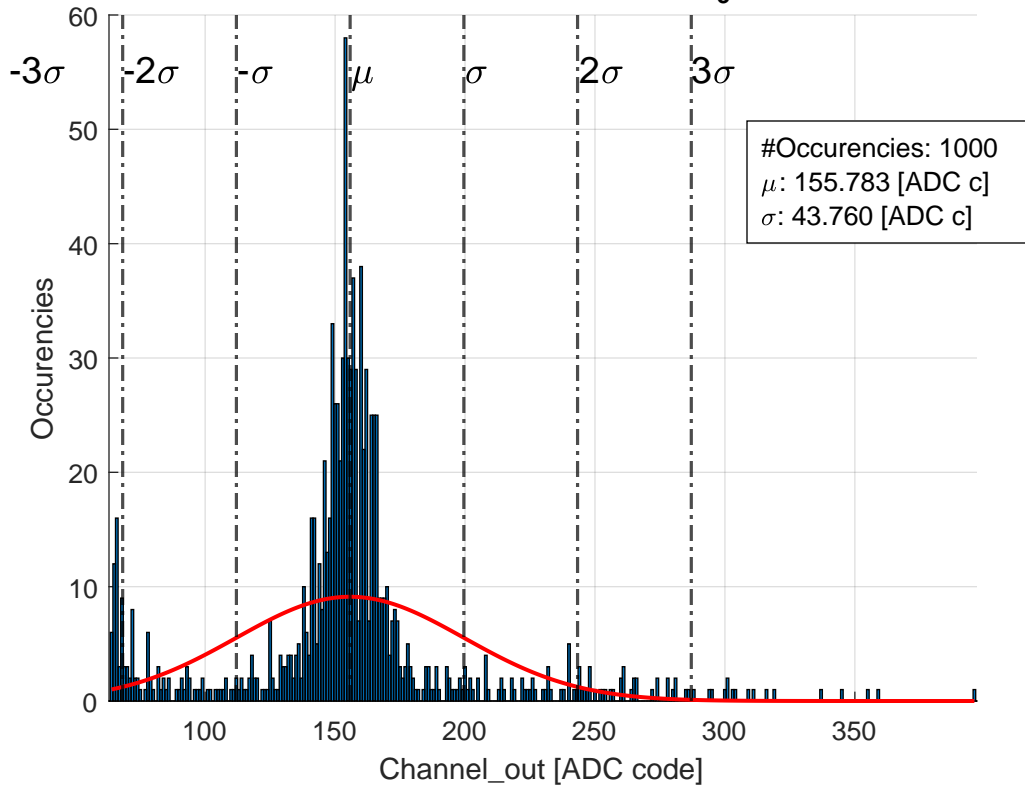 60
-3σ
-2σ
-σ
μ
σ
2σ
3σ
50
#Occurencies: 1000
μ: 155.783 [ADC c]
σ: 43.760 [ADC c]
40
30
20
10
0
Occurencies
100
150
200
250
300
350
Channel_out [ADC code]